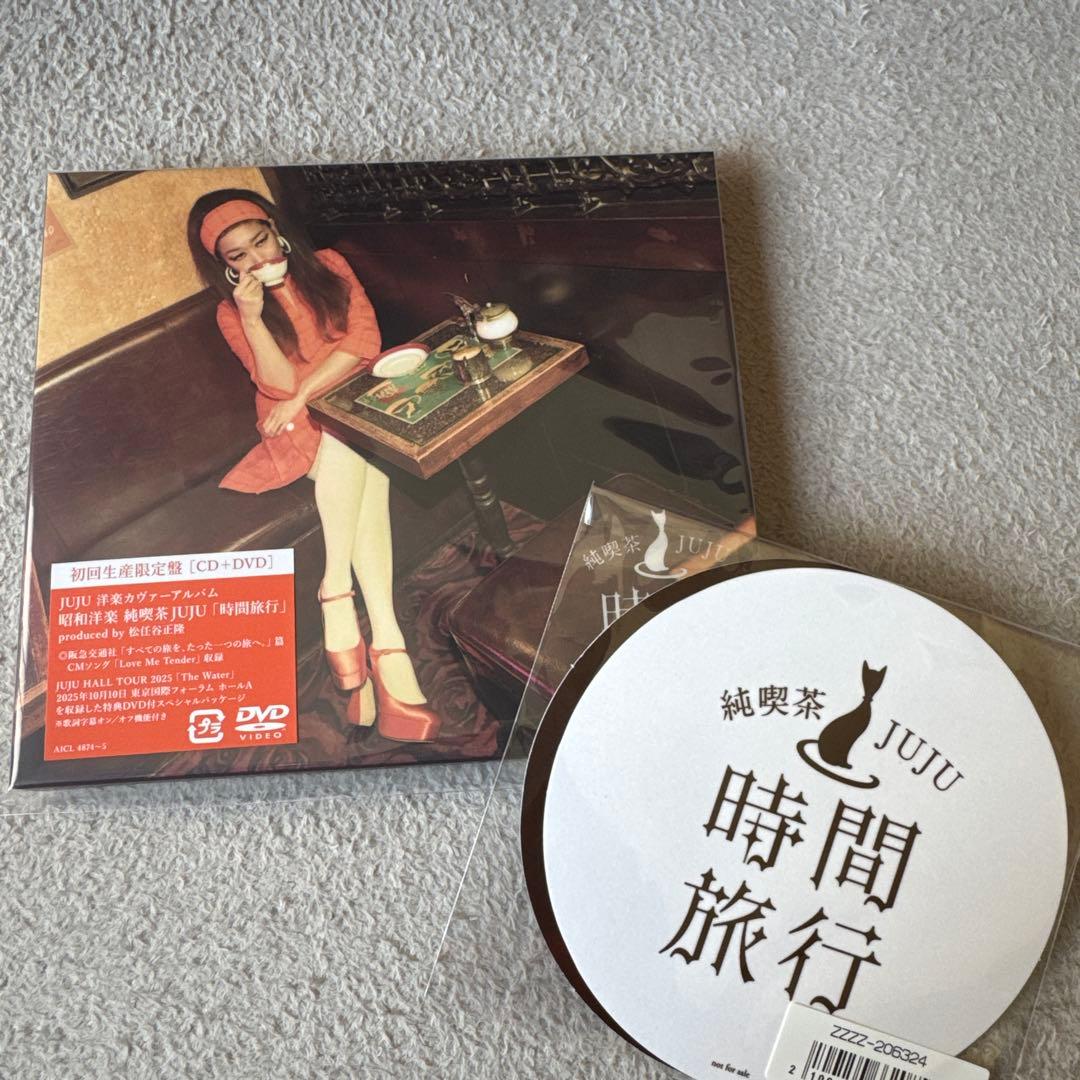 初回生産限定盤 [CD+DVD]
JUJU 洋楽カヴァーアルバム
昭和洋楽 純喫茶JUJU「時間旅行」
produced by 松任谷正隆
◎阪急交通社「すべての旅を、たった一つの旅へ。」篇
CMソング「Love Me Tender」収録
JUJU HALL TOUR 2025「The Water」
2025年10月10日 東京国際フォーラム ホールA
を収録した特典DVD付スペシャルパッケージ
※歌詞字幕オン/オフ機能付き
プラ
DVD
VIDEO
AICL 4874~5
純喫茶 JUJU
時
純喫茶 JUJU
時間
旅行
not for sale
ZZZZ-206324